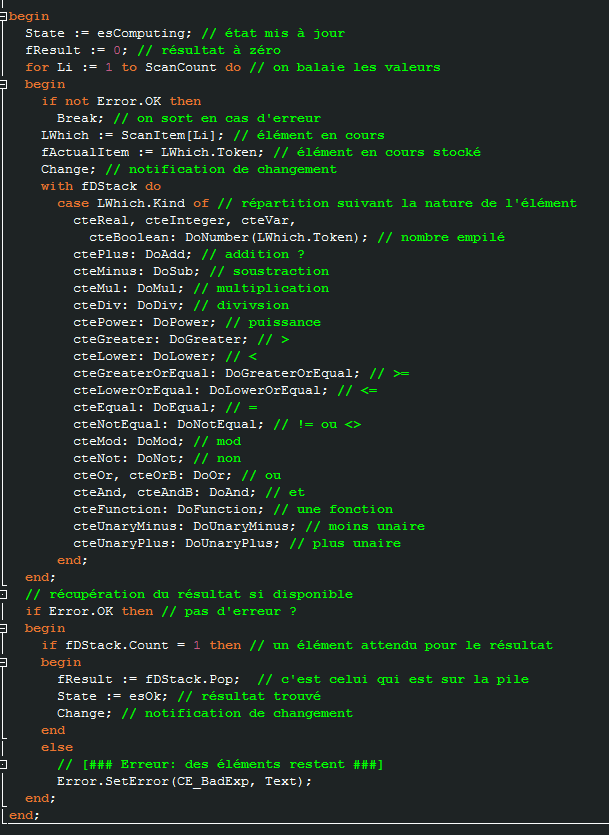 begin
State := esComputing; // état mis à jour
fResult := 0; // résultat à zéro
for Li := 1 to ScanCount do // on balaie les valeurs
begin
if not Error.OK then
Break; // on sort en cas d'erreur
LWhich := ScanItem[Li]; // élément en cours
fActualItem := LWhich.Token; // élément en cours stocké
Change; // notification de changement
with fDStack do
case LWhich.Kind of // répartition suivant la nature de l'élément
cteReal, cteInteger, cteVar,
cteBoolean: DoNumber(LWhich.Token); // nombre empilé
ctePlus: DoAdd; // addition ?
cteMinus: DoSub; // soustraction
cteMul: DoMul; // multiplication
cteDiv: DoDiv; // divivsion
ctePower: DoPower; // puissance
cteGreater: DoGreater; // >
cteLower: DoLower; // <
cteGreaterOrEqual: DoGreaterOrEqual; // >=
cteLowerOrEqual: DoLowerOrEqual; // <=
cteEqual: DoEqual; // =
cteNotEqual: DoNotEqual; // != ou <>
cteMod: DoMod; // mod
cteNot: DoNot; // non
cteOr, cteOrB: DoOr; // ou
cteAnd, cteAndB: DoAnd; // et
cteFunction: DoFunction; // une fonction
cteUnaryMinus: DoUnaryMinus; // moins unaire
cteUnaryPlus: DoUnaryPlus; // plus unaire
end;
end;
// récupération du résultat si disponible
if Error.OK then // pas d'erreur ?
begin
if fDStack.Count = 1 then // un élément attendu pour le résultat
begin
fResult := fDStack.Pop;  // c'est celui qui est sur la pile
State := esOk; // résultat trouvé
Change; // notification de changement
end
else
// [### Erreur: des éléments restent ###]
Error.SetError(CE_BadExp, Text);
end;
end;